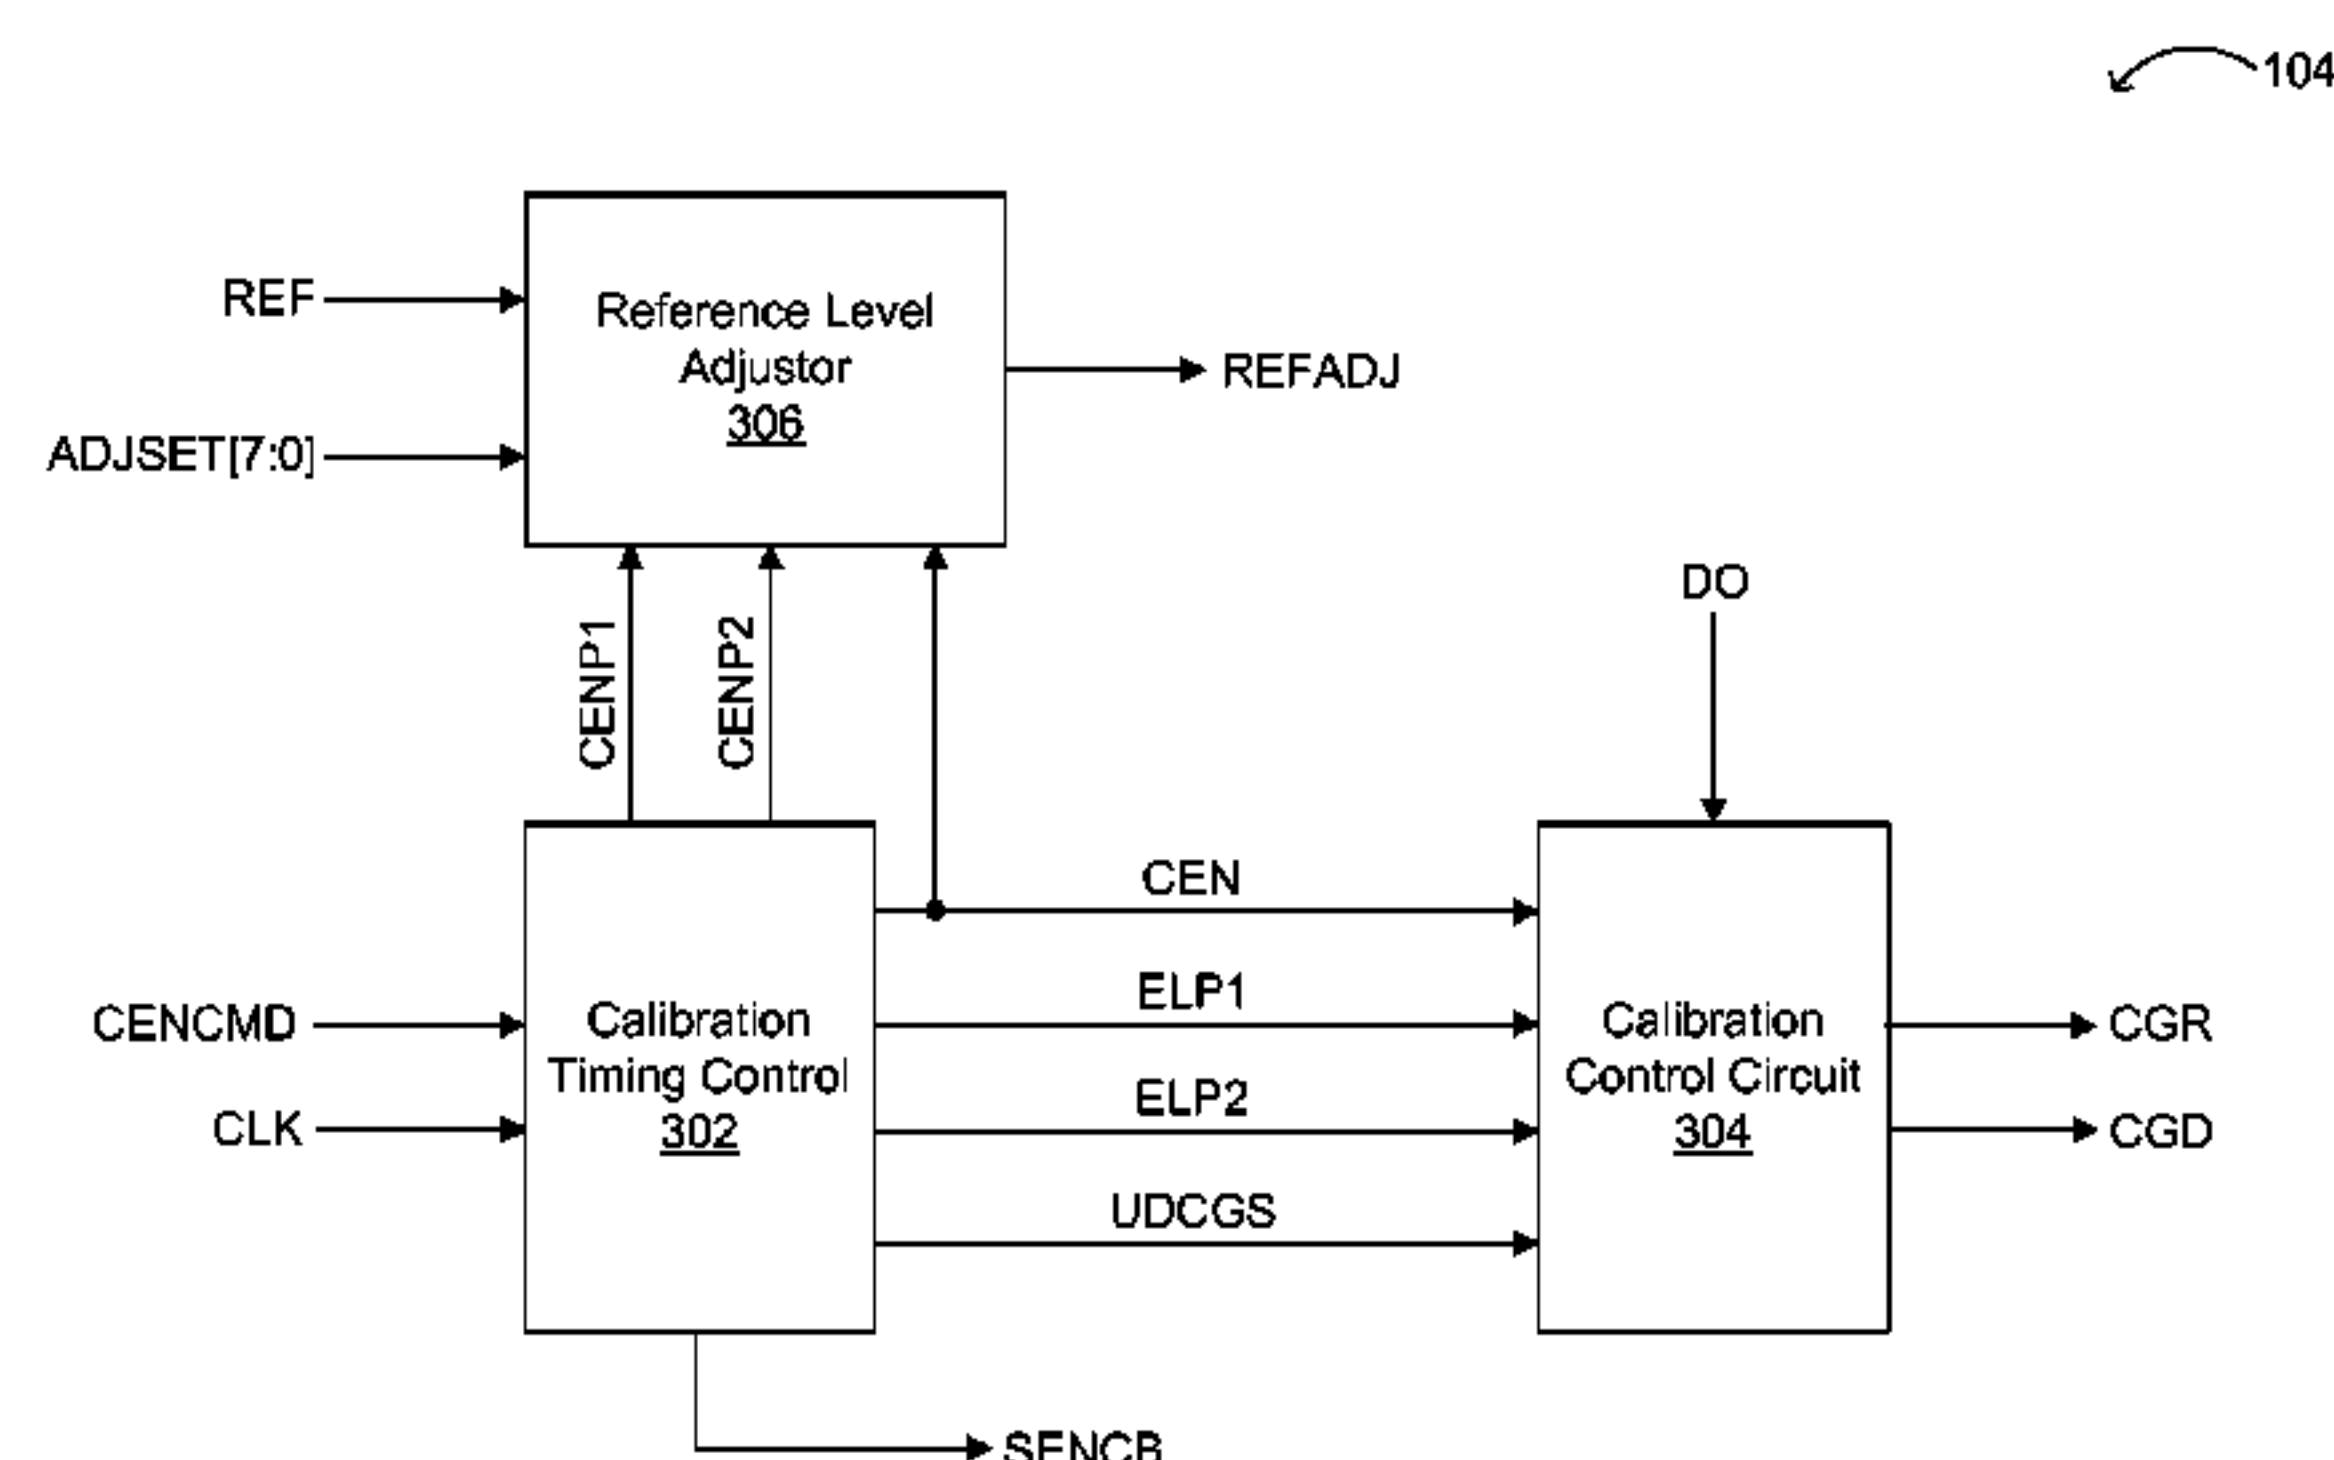 104
REF
Reference Level
Adjustor
306
REFADJ
ADJSET[7:0]
DO
CENP1
CENP2
CEN
ELP1
CENCMD
Calibration
Timing Control
302
Calibration
Control Circuit
304
CGR
ELP2
CLK
CGD
UDCGS
SENCB